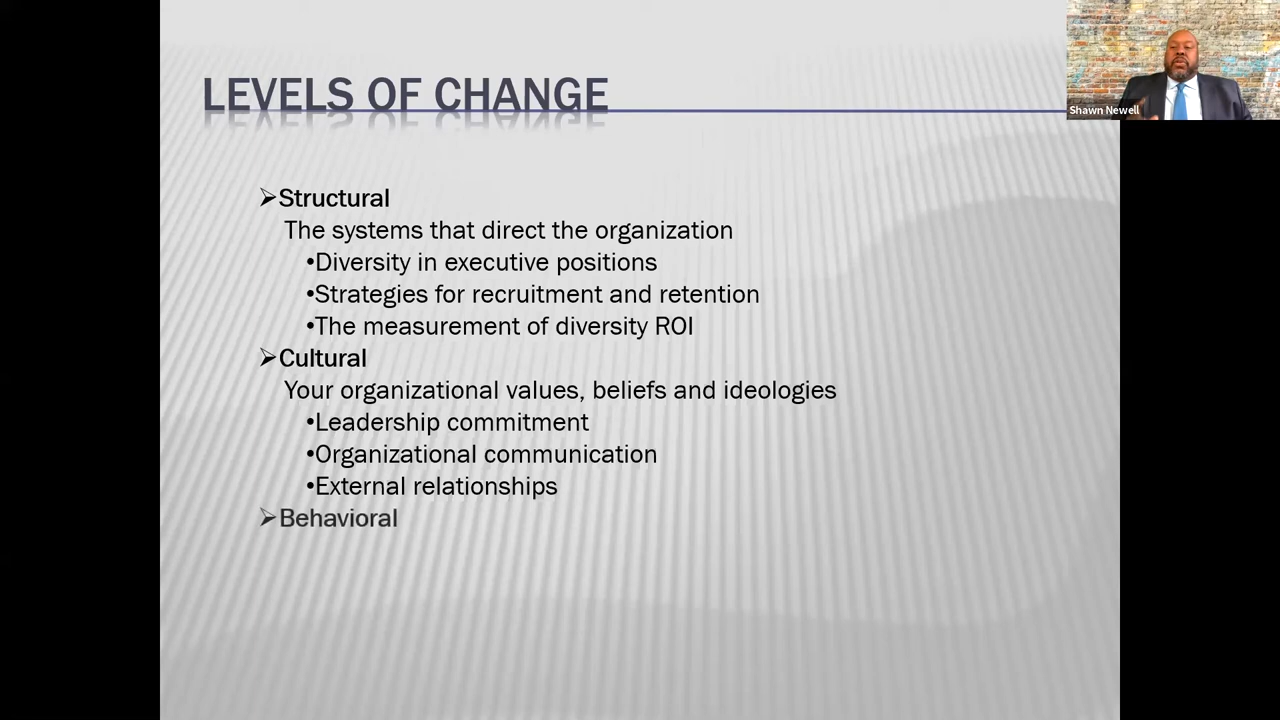 LEVELS OF CHANGE
Shawn Newell
➢Structural
The systems that direct the organization
•Diversity in executive positions
•Strategies for recruitment and retention
•The measurement of diversity ROI
➢Cultural
Your organizational values, beliefs and ideologies
•Leadership commitment
•Organizational communication
•External relationships
➢Behavioral